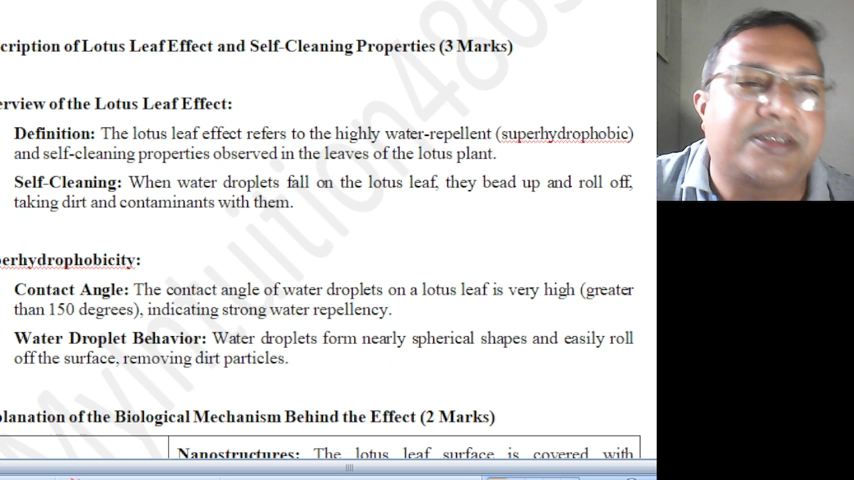 cription of Lotus Leaf Effect and Self-Cleaning Properties (3 Marks)
erview of the Lotus Leaf Effect:
Definition: The lotus leaf effect refers to the highly water-repellent (superhydrophobic)
and self-cleaning properties observed in the leaves of the lotus plant.
Self-Cleaning: When water droplets fall on the lotus leaf, they bead up and roll off,
taking dirt and contaminants with them.
perhydrophobicity:
Contact Angle: The contact angle of water droplets on a lotus leaf is very high (greater
than 150 degrees), indicating strong water repellency.
Water Droplet Behavior: Water droplets form nearly spherical shapes and easily roll
off the surface, removing dirt particles.
planation of the Biological Mechanism Behind the Effect (2 Marks)
Nanostructures: The lotus leaf surface is covered with
MyIntuition486